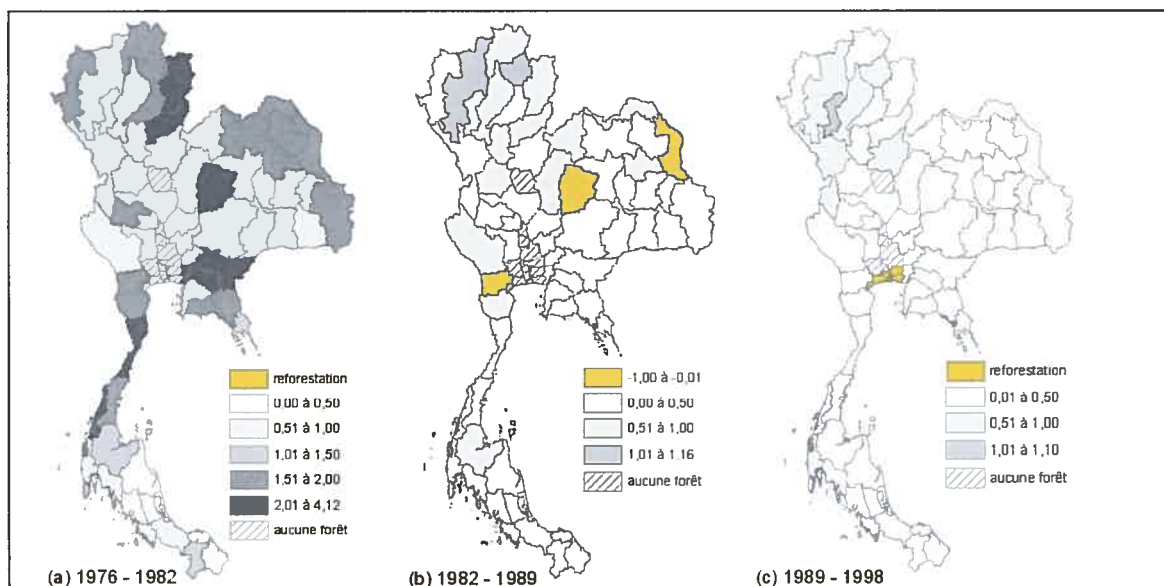 reforestation
0,00 à 0,50
0,51 à 1,00
1,01 à 1,50
1,51 à 2,00
2,01 à 4,12
aucune forêt
(a) 1976 - 1982
-1,00 à -0,01
0,00 à 0,50
0,51 à 1,00
1,01 à 1,16
aucune forêt
(b) 1982 - 1989
reforestation
0,01 à 0,50
0,51 à 1,00
1,01 à 1,10
aucune forêt
(c) 1989 - 1998